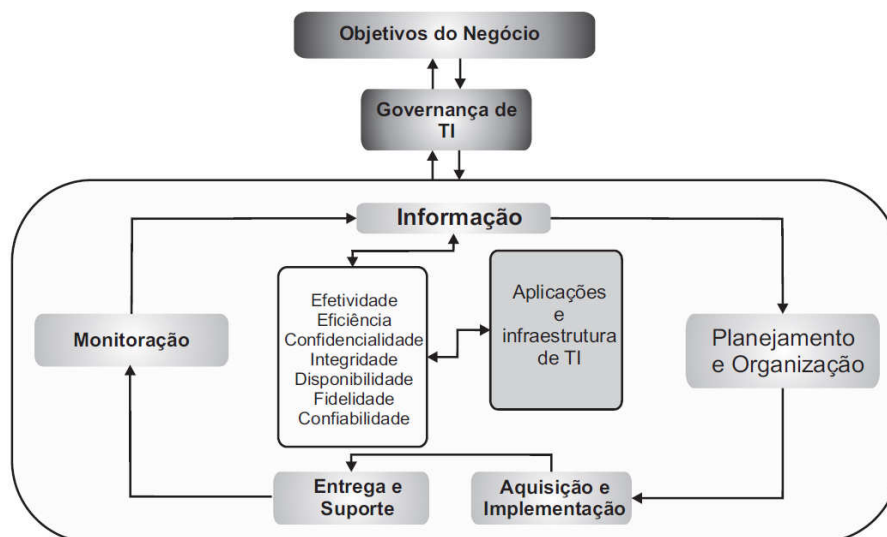 Objetivos do Negócio
Governança de
TI
Informação
Efetividade
Eficiência
Confidencialidade
Integridade
Disponibilidade
Fidelidade
Confiabilidade
Aplicações
e
infraestrutura
de TI
Monitoração
Planejamento
e Organização
Entrega e
Suporte
Aquisição e
Implementação